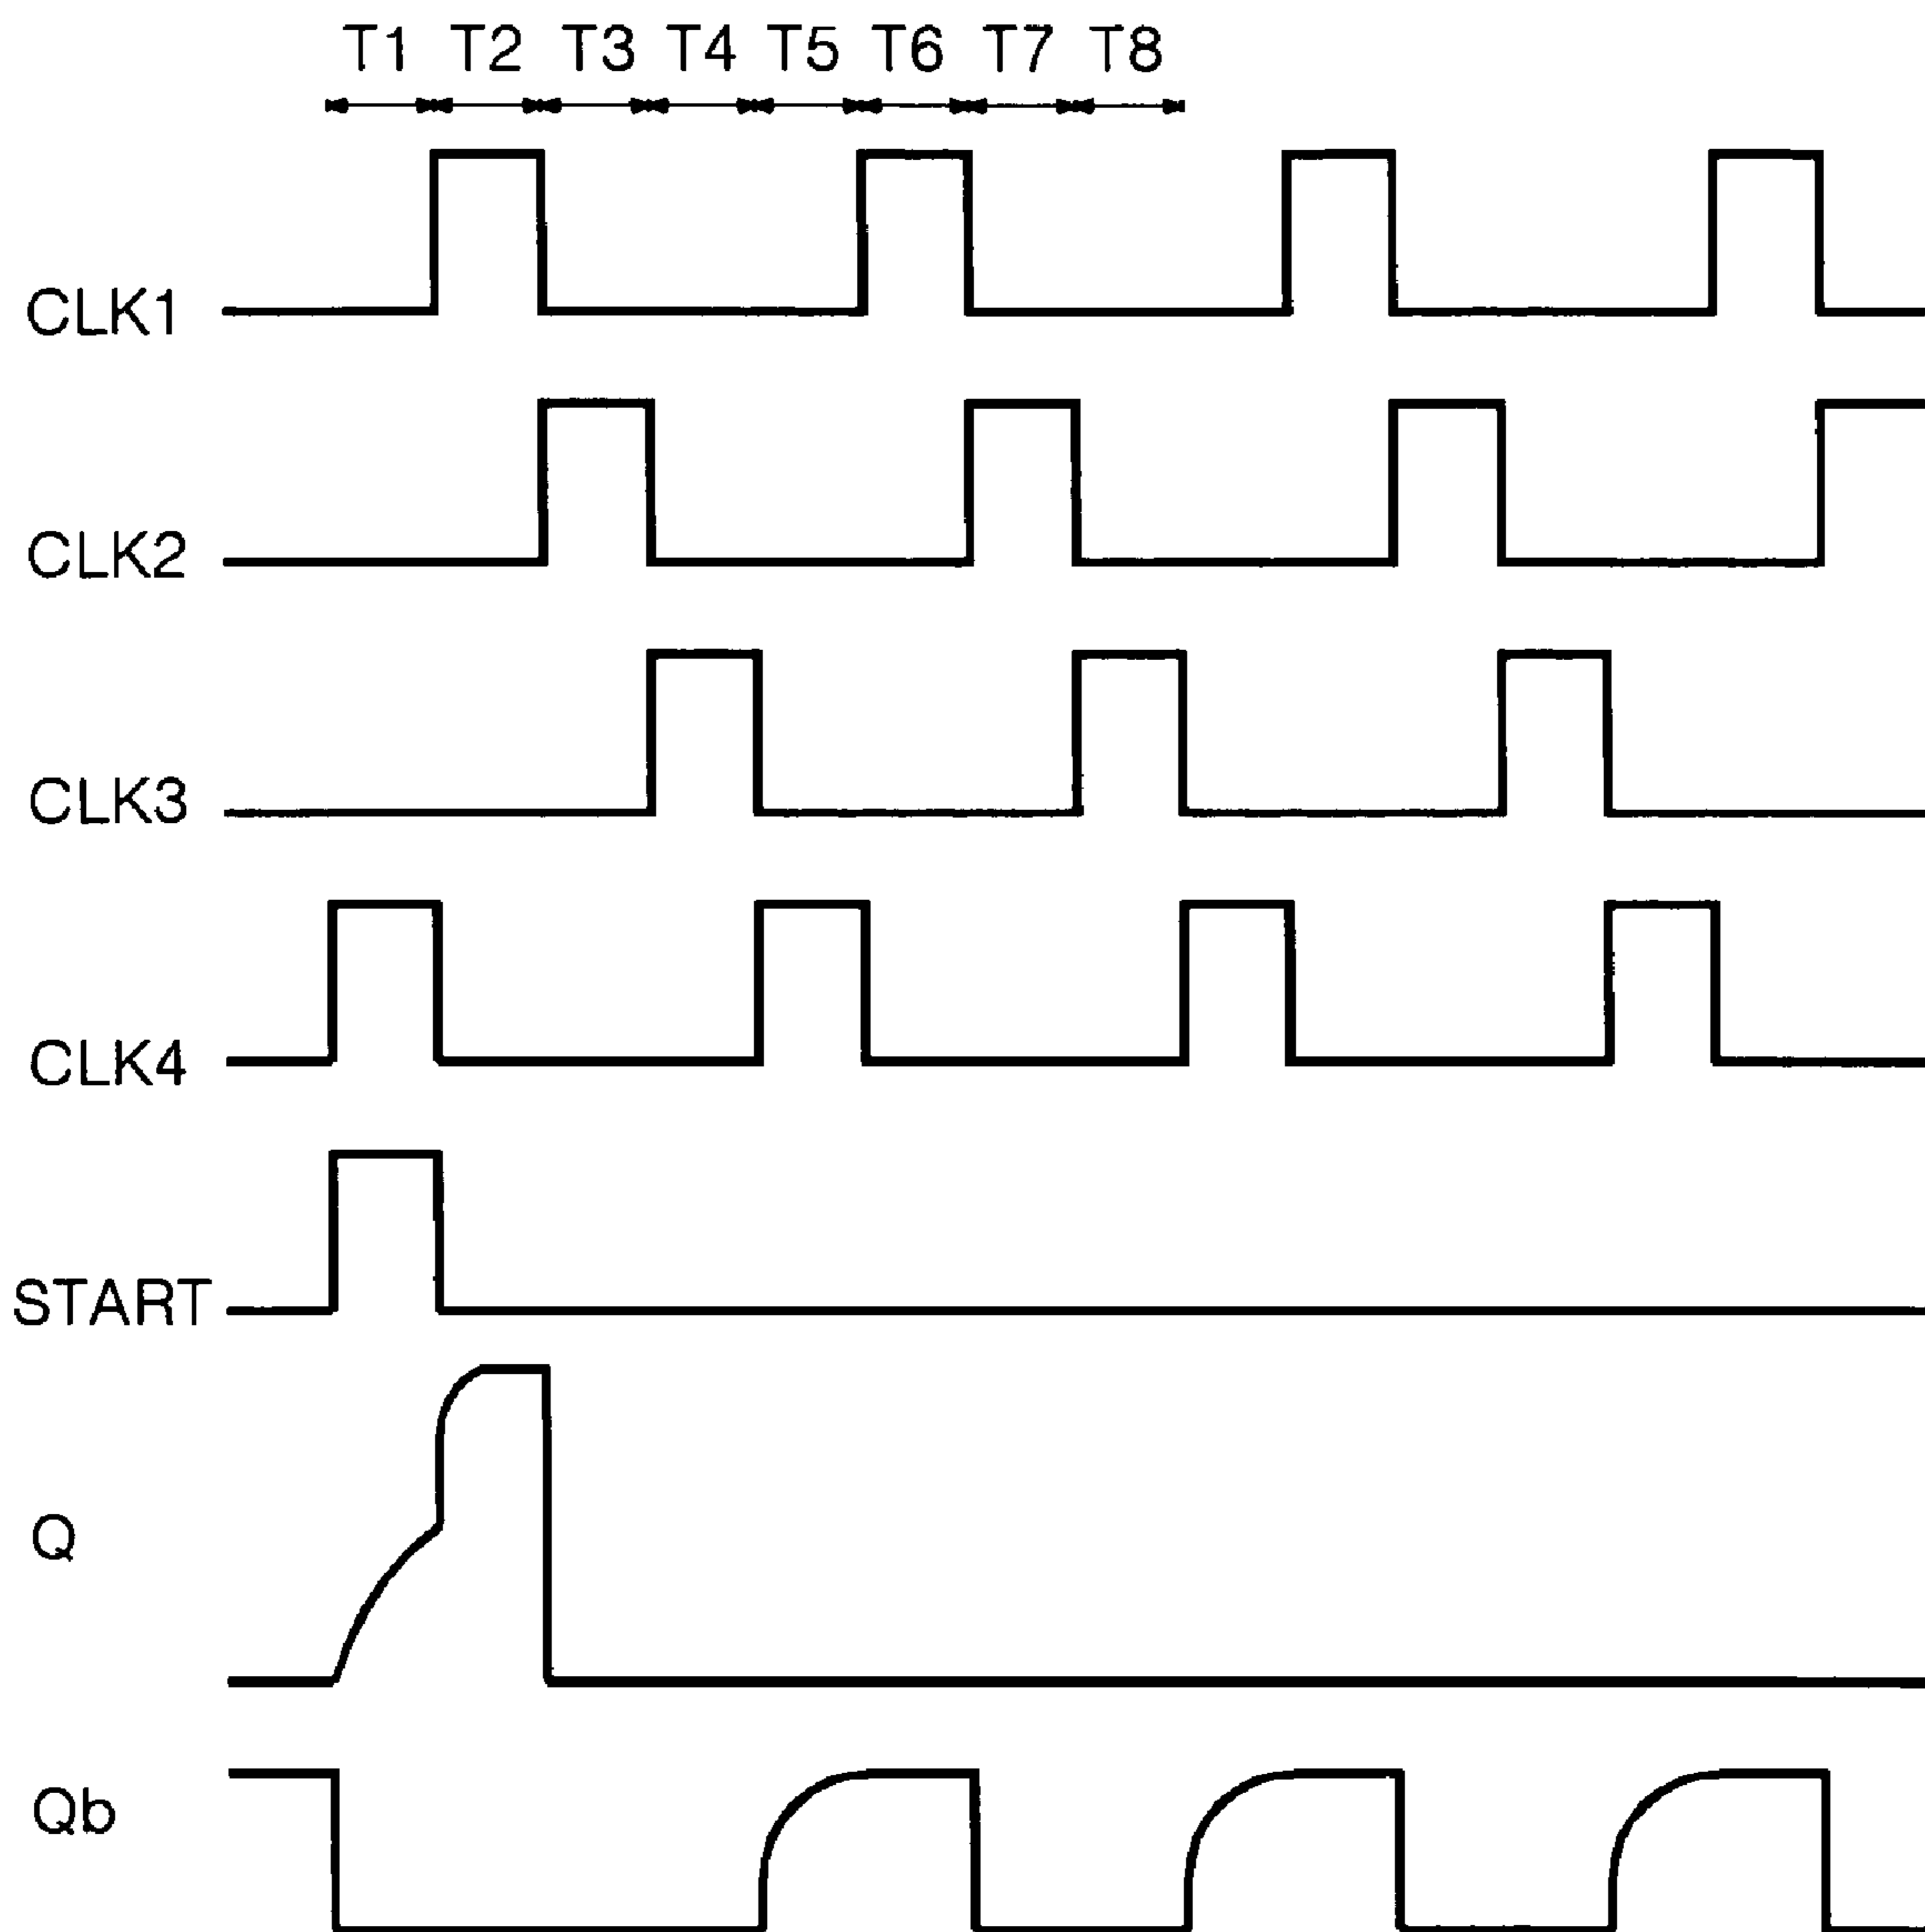 T1 T2 T3 T4 T5 T6 T7 T8
CLK1
CLK2
CLK3
CLK4
START
Q
Qb